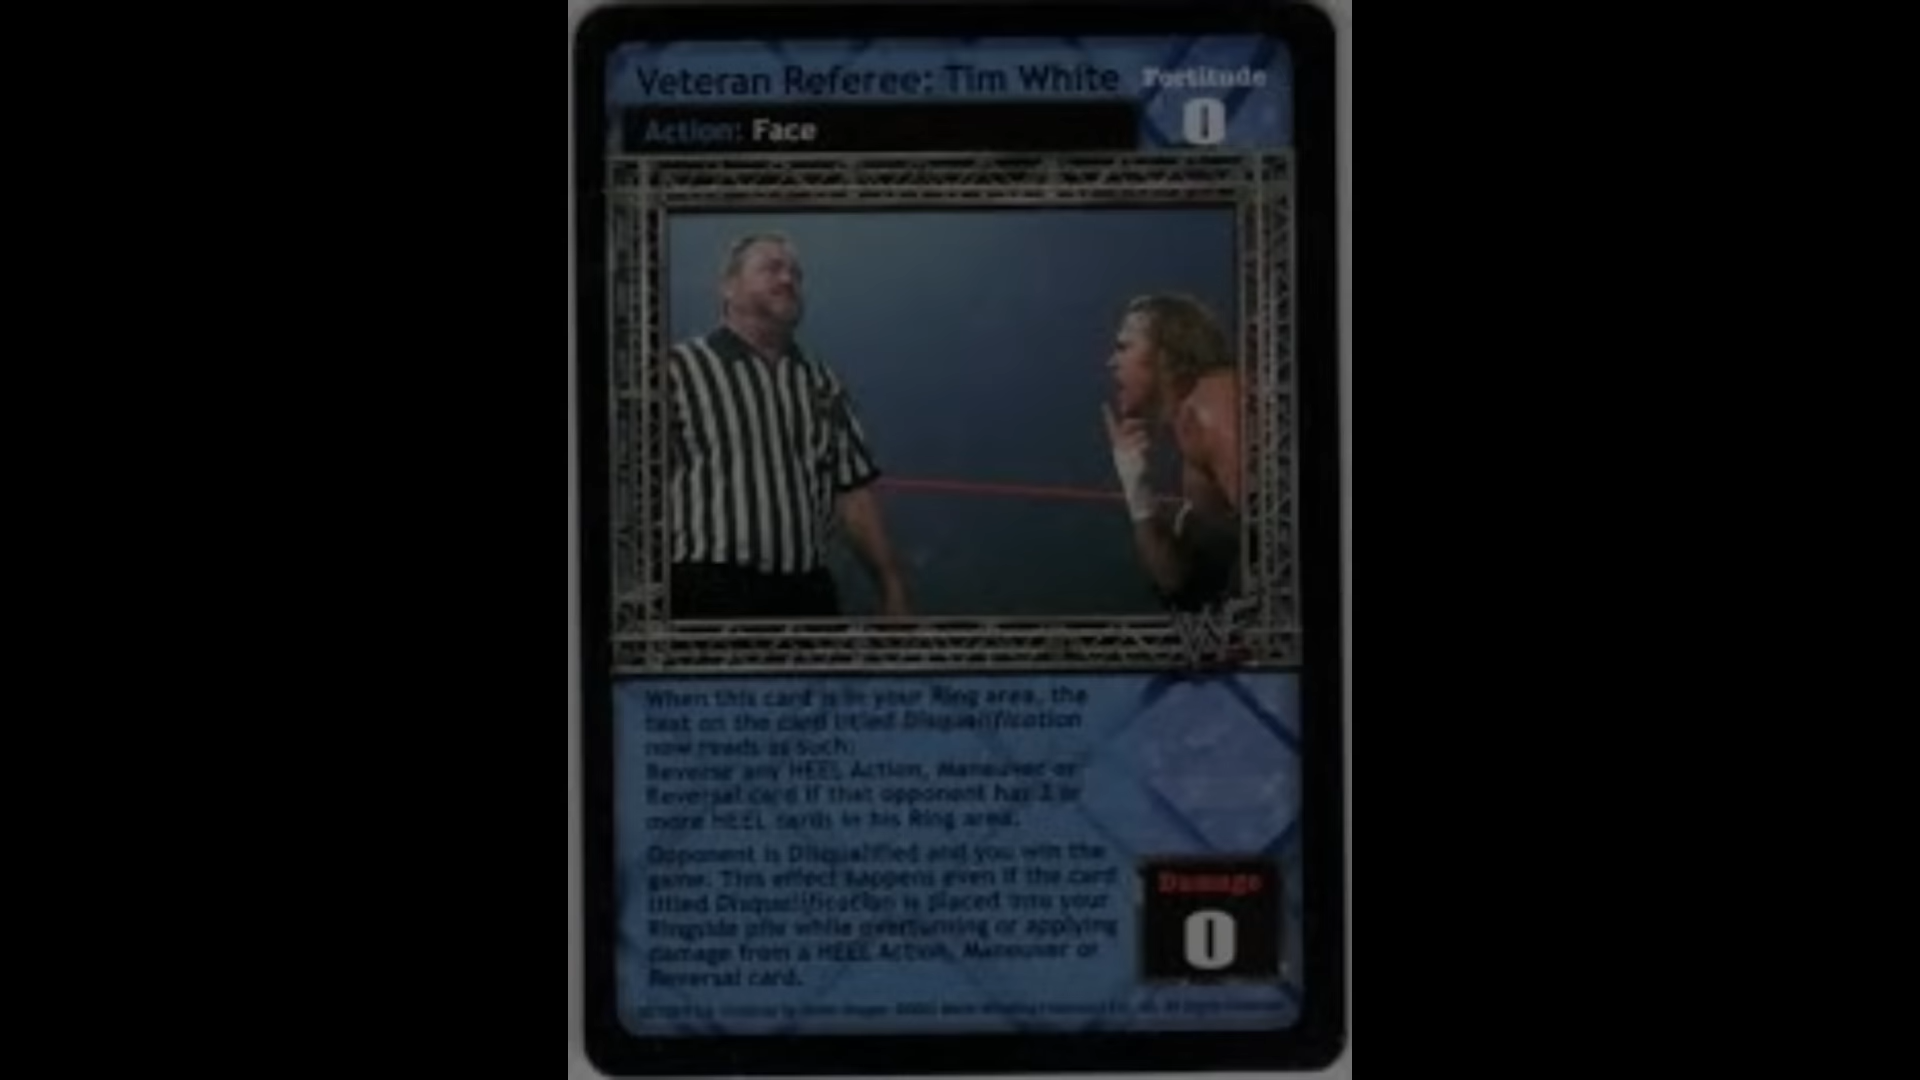 Veteran Referee: Tim White
Fortitude
0
Action: Face
When this card is in your Ring area, the
text on the card titled Disqualification
now reads as such:
Reverse any HEEL Action, Maneuver or
Reversal card if that opponent has or
more HEEL cards in his Ring area.
Opponent is Disqualified and you win the
game. This effect happens even if the card
titled Disqualification is placed into your
Ringside pile while overturning or applying
damage from a HEEL Action, Maneuver or
Reversal card.
Damage
0